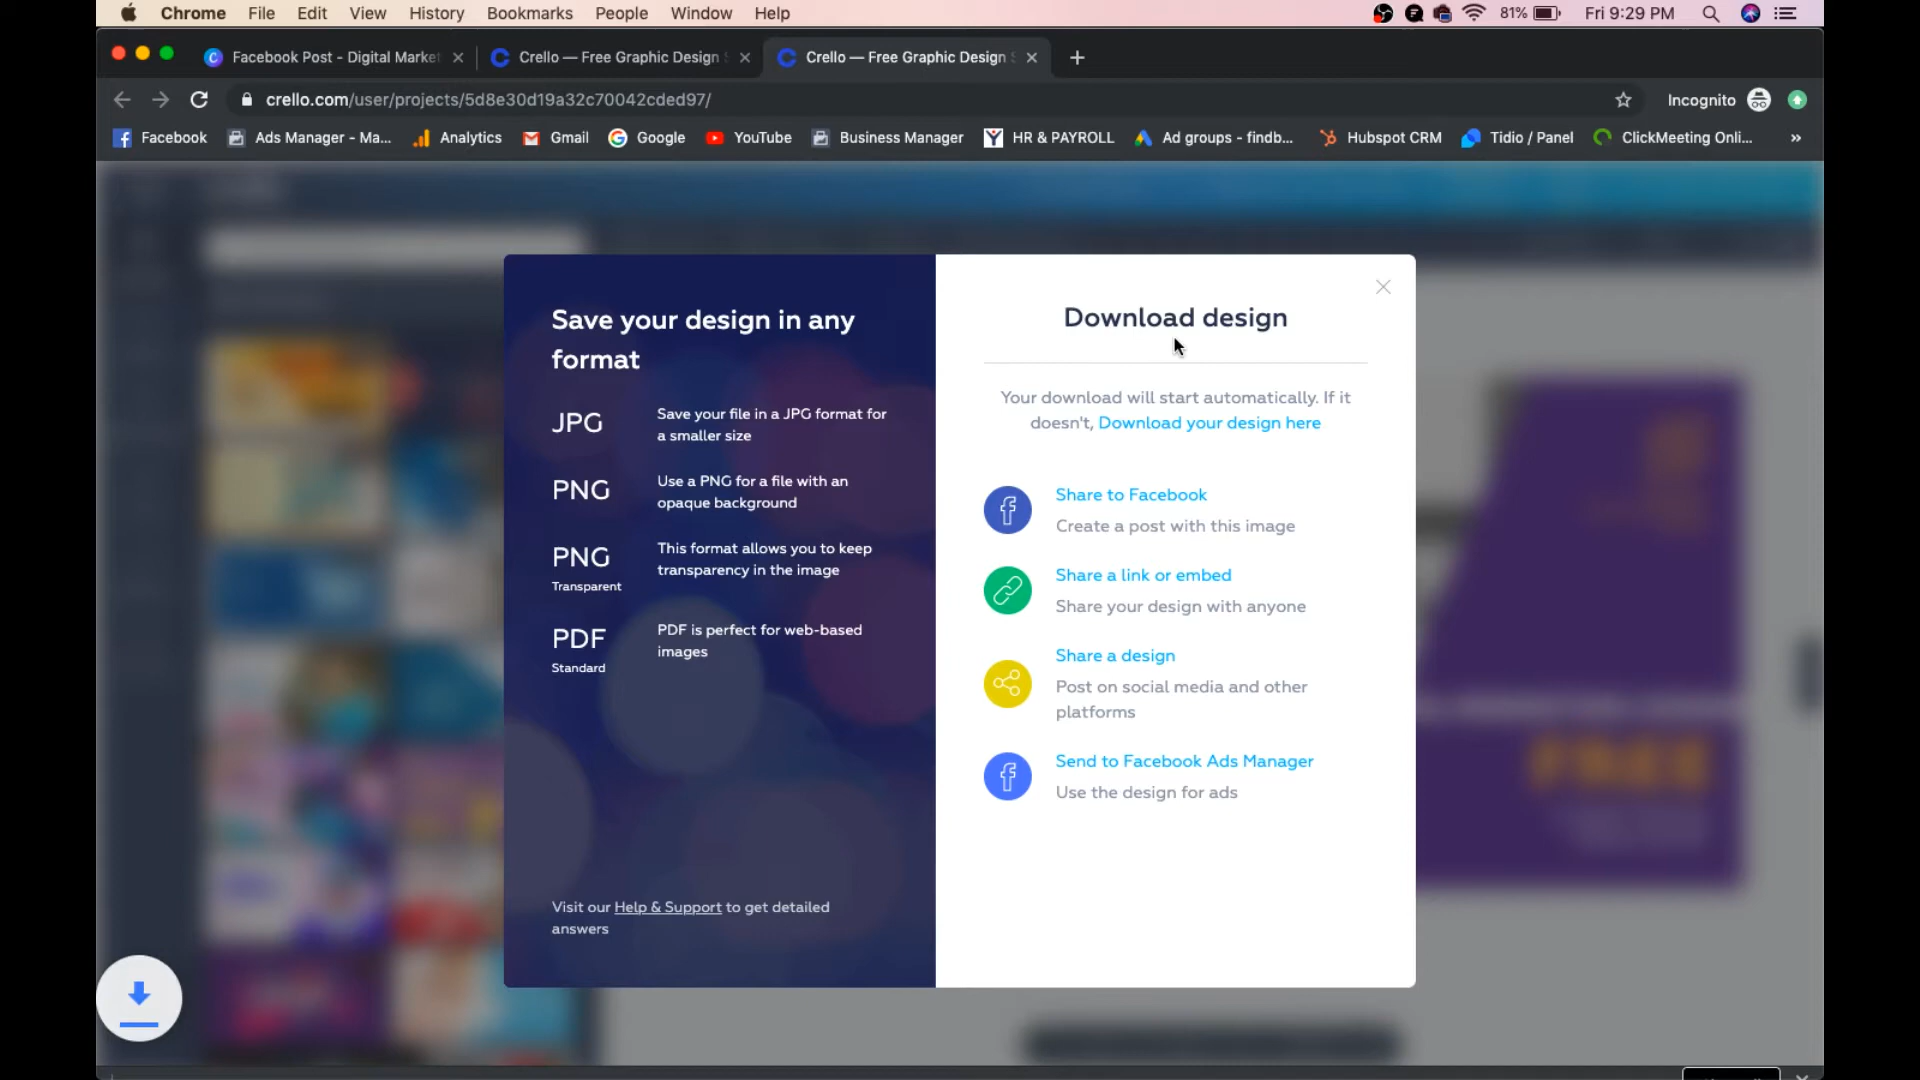 Chrome File Edit View History Bookmarks People Window Help 81% Fri 9:29 PM
Facebook Post - Digital Market Crello — Free Graphic Design Crello — Free Graphic Design
crello.com/user/projects/5d8e30d19a32c70042cded97/ Incognito
Facebook Ads Manager - Ma... Analytics Gmail Google YouTube Business Manager HR & PAYROLL Ad groups - findb... Hubspot CRM Tidio / Panel ClickMeeting Onli... »
Save your design in any
format
JPG Save your file in a JPG format for
a smaller size
PNG Use a PNG for a file with an
opaque background
PNG This format allows you to keep
Transparent transparency in the image
PDF PDF is perfect for web-based
Standard images
Visit our Help & Support to get detailed
answers
Download design
Your download will start automatically. If it
doesn't, Download your design here
Share to Facebook
Create a post with this image
Share a link or embed
Share your design with anyone
Share a design
Post on social media and other
platforms
Send to Facebook Ads Manager
Use the design for ads
FREE